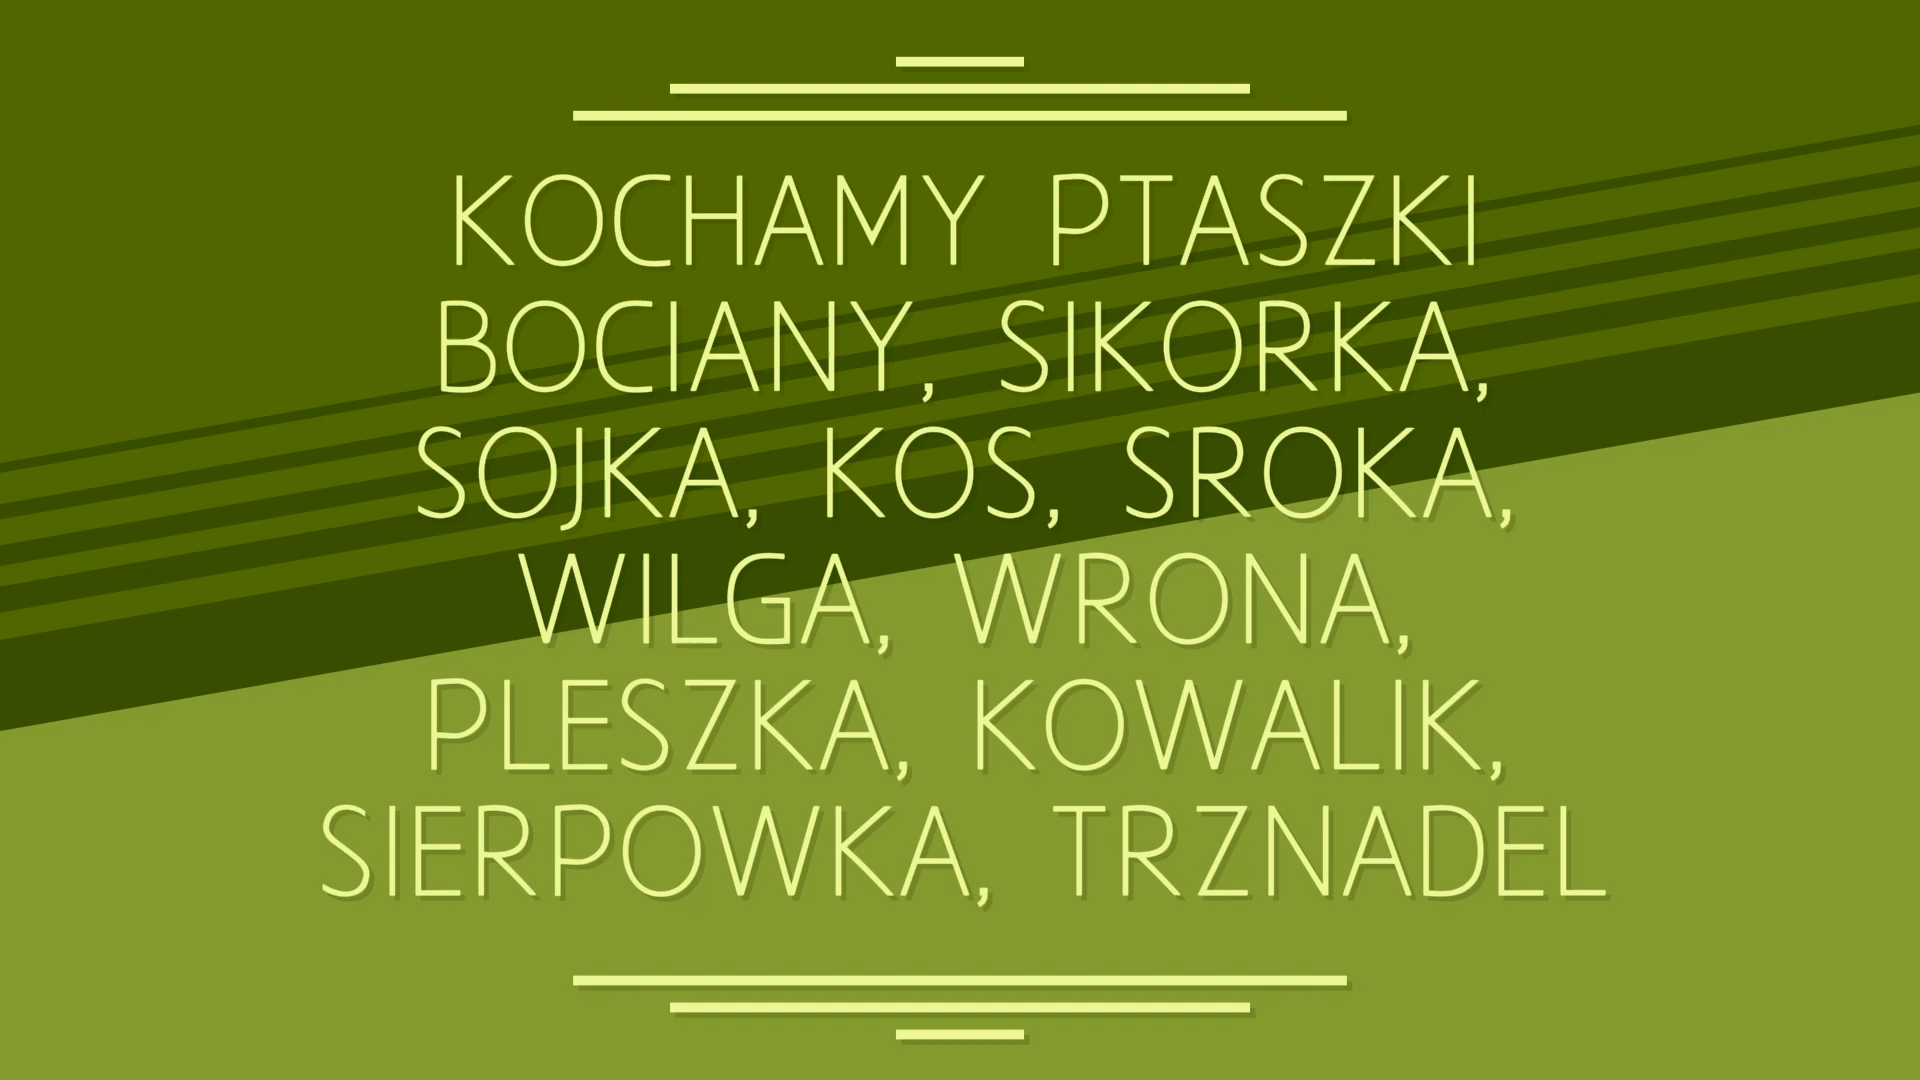 KOCHAMY PTASZKI
BOCIANY, SIKORKA,
SOJKA, KOS, SROKA,
WILGA, WRONA,
PLESZKA, KOWALIK,
SIERPOWKA, TRZNADEL